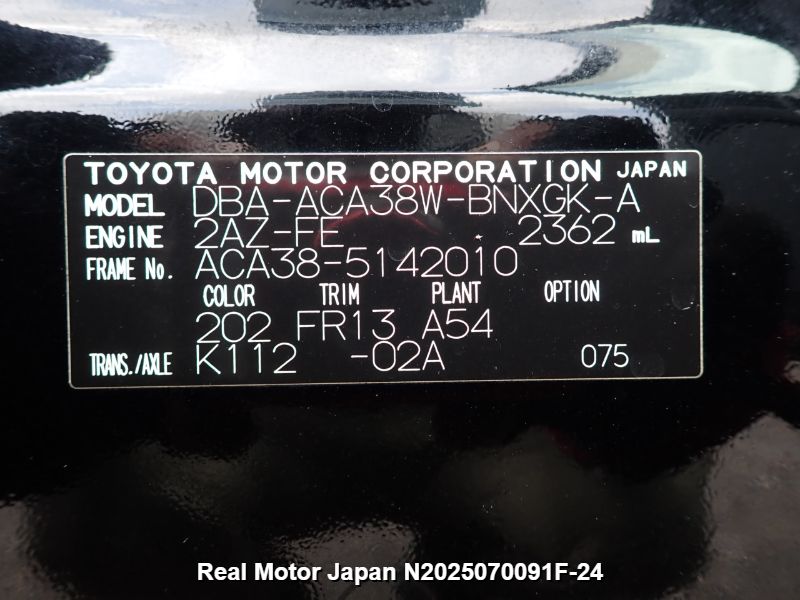 TOYOTA MOTOR CORPORATION JAPAN
MODEL DBA-ACA38W-BNXGK-A
ENGINE 2AZ-FE 2362 mL
FRAME No. ACA38-5142010
COLOR TRIM PLANT OPTION
202 FR13 A54
TRANS./AXLE K112 -02A 075
Real Motor Japan N2025070091F-24